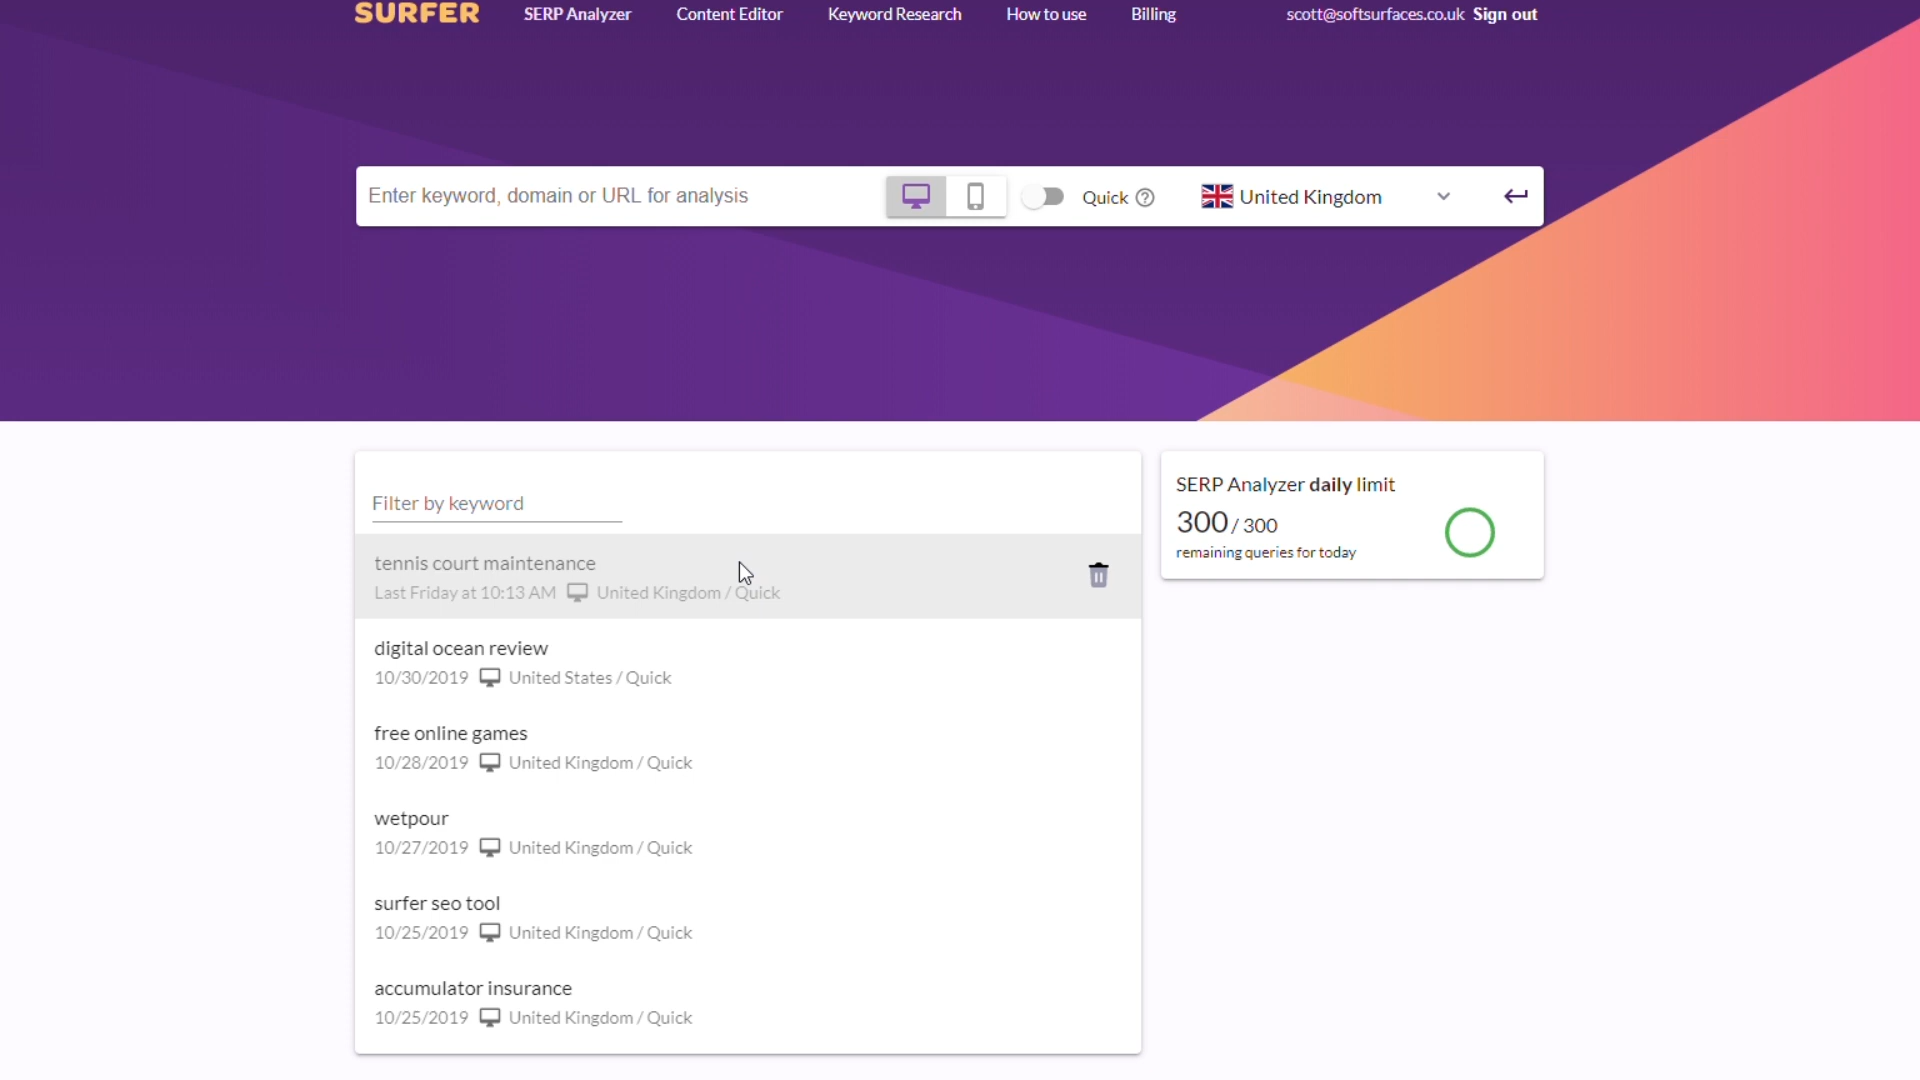 SURFER SERP Analyzer Content Editor Keyword Research How to use Billing scott@softsurfaces.co.uk Sign out
Enter keyword, domain or URL for analysis Quick ? United Kingdom
Filter by keyword
tennis court maintenance
Last Friday at 10:13 AM United Kingdom / Quick
digital ocean review
10/30/2019 United States / Quick
free online games
10/28/2019 United Kingdom / Quick
wetpour
10/27/2019 United Kingdom / Quick
surfer seo tool
10/25/2019 United Kingdom / Quick
accumulator insurance
10/25/2019 United Kingdom / Quick
SERP Analyzer daily limit
300 / 300
remaining queries for today